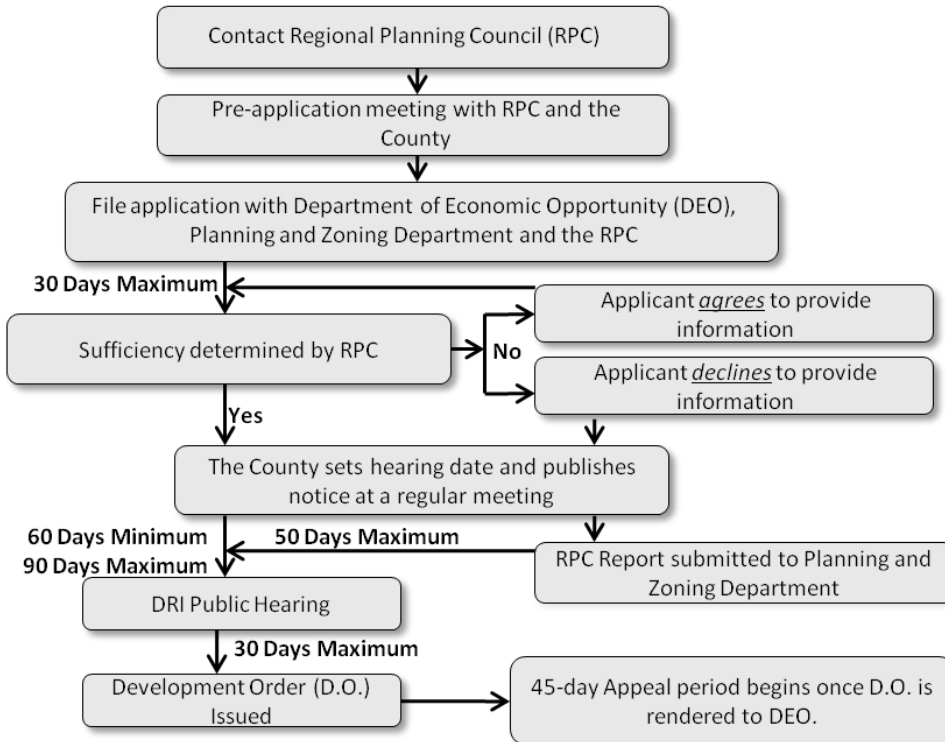 Contact Regional Planning Council (RPC)
Pre-application meeting with RPC and the
County
File application with Department of Economic Opportunity (DEO),
Planning and Zoning Department and the RPC
30 Days Maximum
Applicant agrees to provide
information
Sufficiency determined by RPC
No
Applicant declines to provide
information
Yes
The County sets hearing date and publishes
notice at a regular meeting
60 Days Minimum
90 Days Maximum
50 Days Maximum
RPC Report submitted to Planning and
Zoning Department
DRI Public Hearing
30 Days Maximum
Development Order (D.O.)
Issued
45-day Appeal period begins once D.O. is
rendered to DEO.